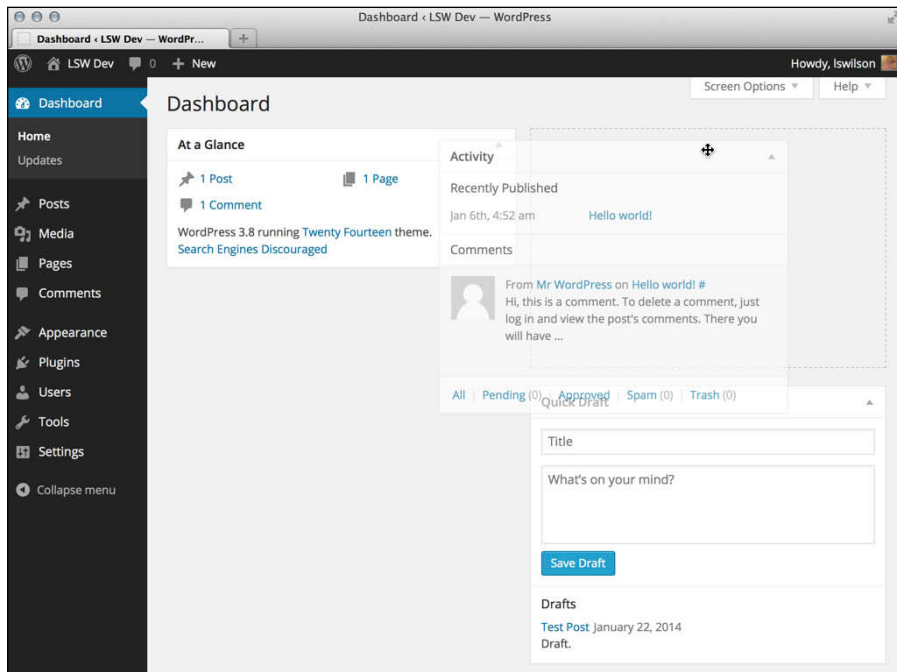 Dashboard ‹ LSW Dev — WordPress
Dashboard ‹ LSW Dev — WordPr...
LSW Dev 0 + New
Howdy, lswilson
Screen Options
Help
Dashboard
Home
Updates
Posts
Media
Pages
Comments
Appearance
Plugins
Users
Tools
Settings
Collapse menu
Dashboard
At a Glance
1 Post
1 Page
1 Comment
WordPress 3.8 running Twenty Fourteen theme.
Search Engines Discouraged
Activity
Recently Published
Jan 6th, 4:52 am Hello world!
Comments
From Mr WordPress on Hello world! #
Hi, this is a comment. To delete a comment, just
log in and view the post's comments. There you
will have ...
All | Pending (0) | Approved | Spam (0) | Trash (0)
Quick Draft
Title
What's on your mind?
Save Draft
Drafts
Test Post January 22, 2014
Draft.